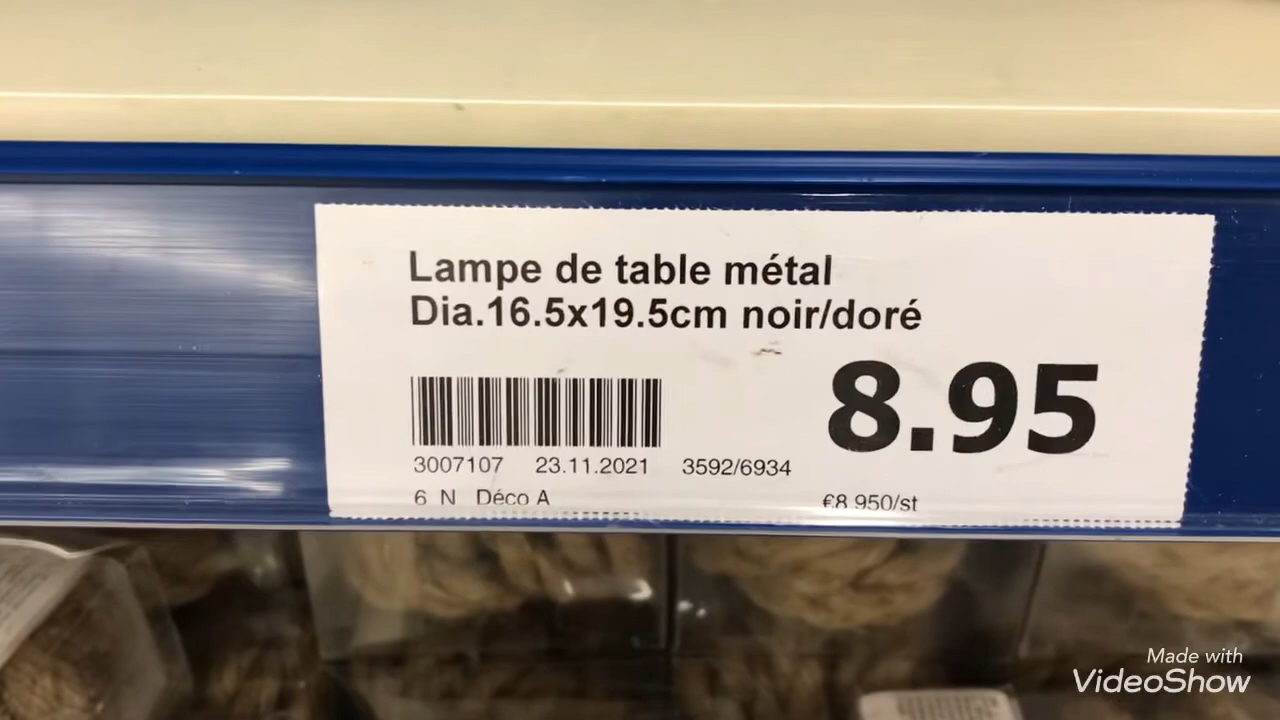 Lampe de table métal
Dia.16.5x19.5cm noir/doré
8.95
3007107 23.11.2021 3592/6934
6 N Déco A €8.950/st
Made with
VideoShow